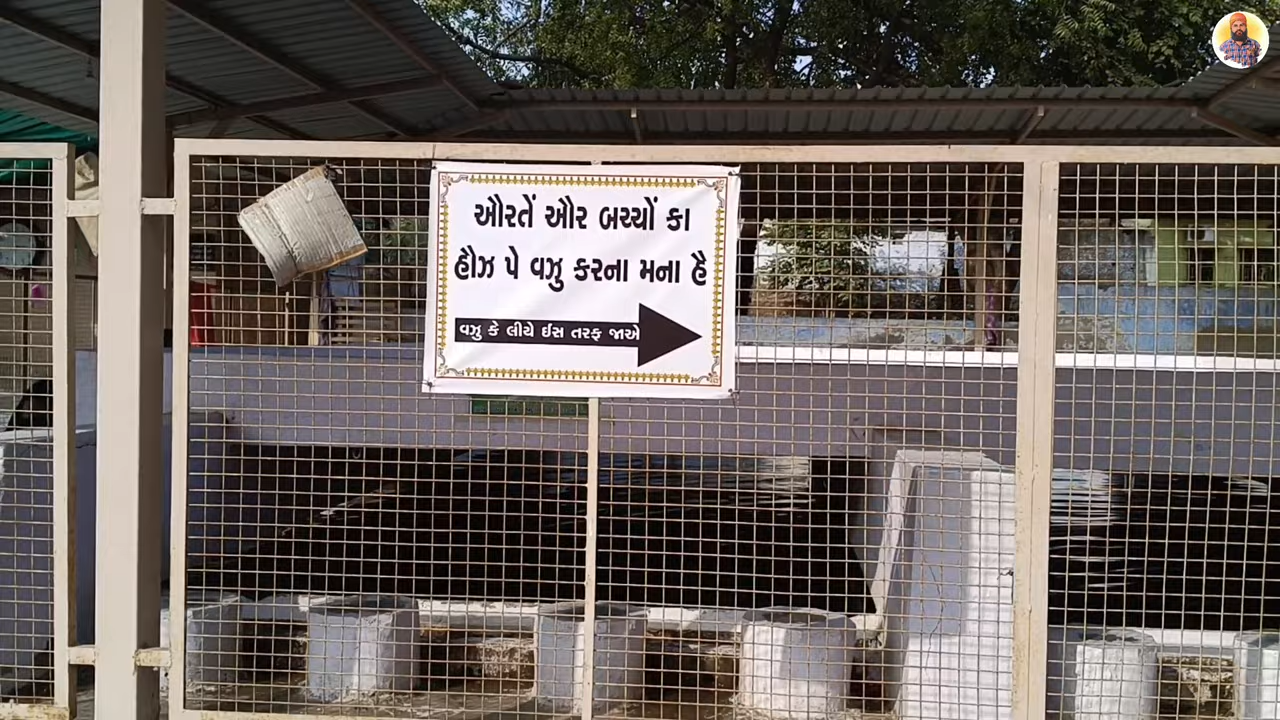 ઔરતેં ઔર બચ્ચોં કા
હૌઝ પે વઝુ કરના મના હૈ
વઝુ કે લીયે ઈસ તરફ જાએ